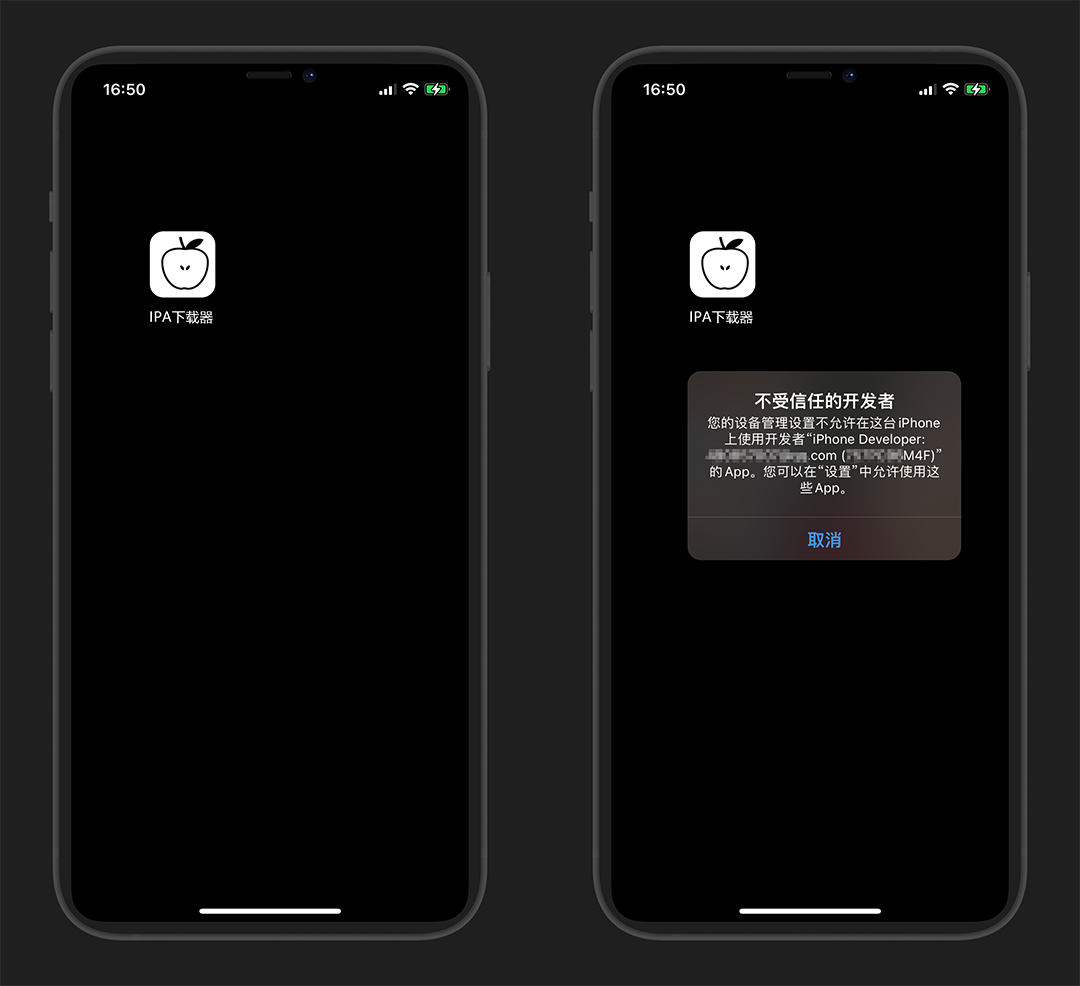 16:50
IPA下载器
16:50
IPA下载器
不受信任的开发者
您的设备管理设置不允许在这台 iPhone
上使用开发者“iPhone Developer:
.com (M4F)”
的 App。您可以在“设置”中允许使用这
些 App。
取消